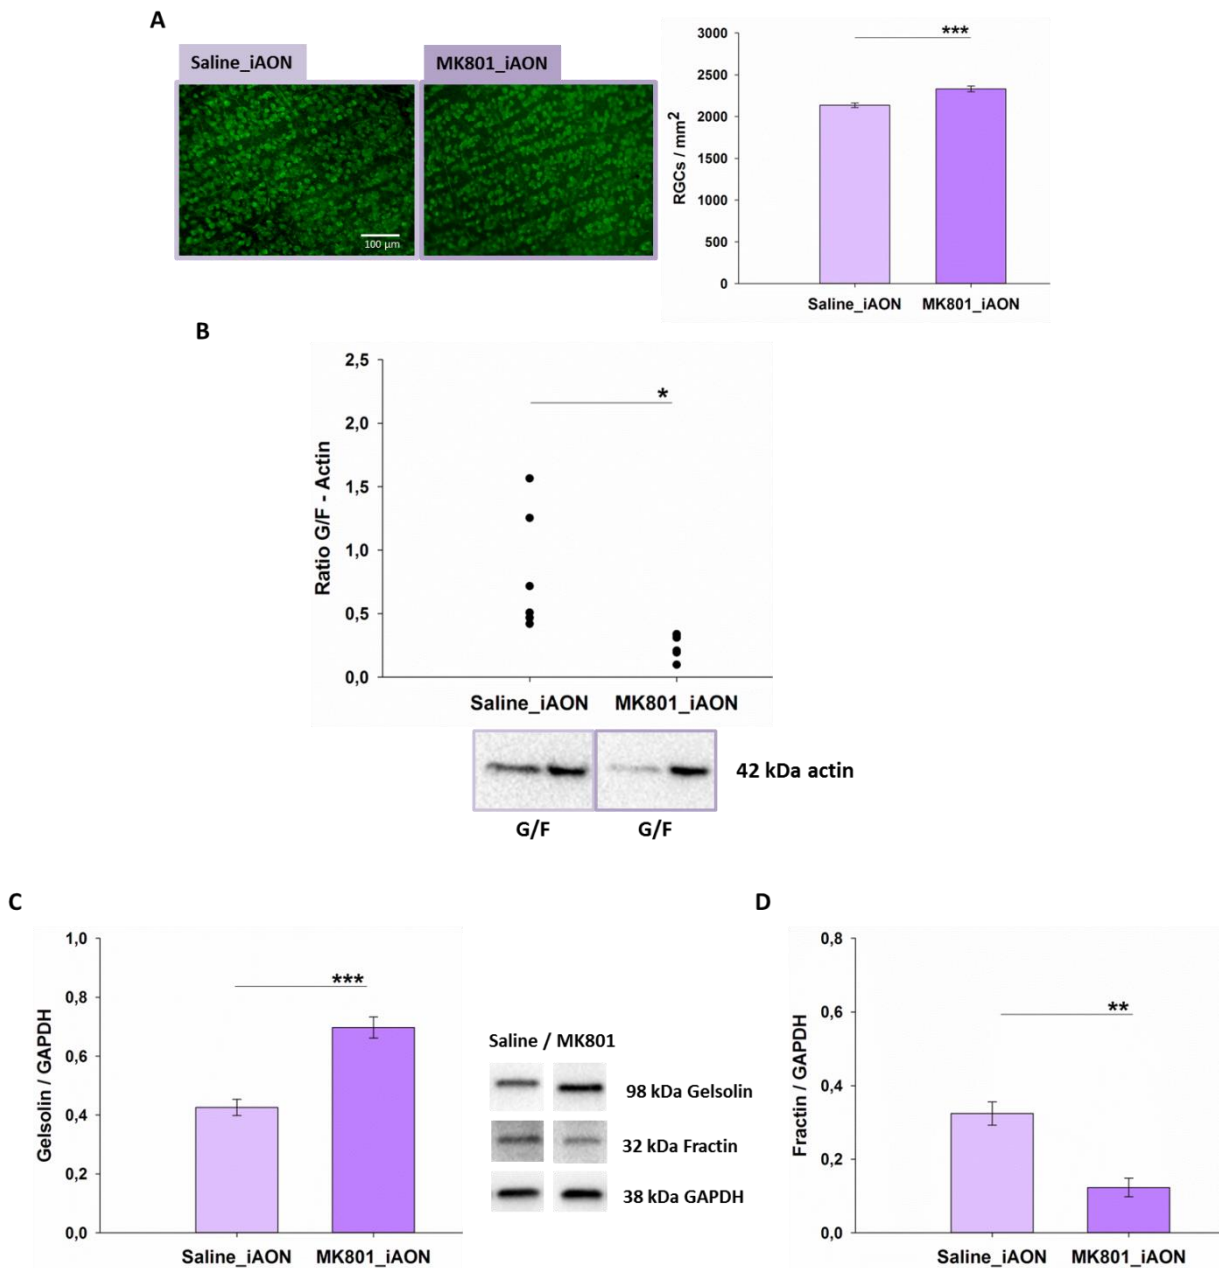 A
Saline_iAON
MK801_iAON
100 µm
***
3000
2500
2000
1500
1000
500
0
RGCs / mm²
Saline_iAON
MK801_iAON
B
2,5
2,0
1,5
1,0
0,5
0,0
Ratio G/F - Actin
*
Saline_iAON
MK801_iAON
42 kDa actin
G/F
G/F
C
1,0
0,8
0,6
0,4
0,2
0,0
Gelsolin / GAPDH
***
Saline_iAON
MK801_iAON
Saline / MK801
98 kDa Gelsolin
32 kDa Fractin
38 kDa GAPDH
D
0,8
0,6
0,4
0,2
0,0
Fractin / GAPDH
**
Saline_iAON
MK801_iAON